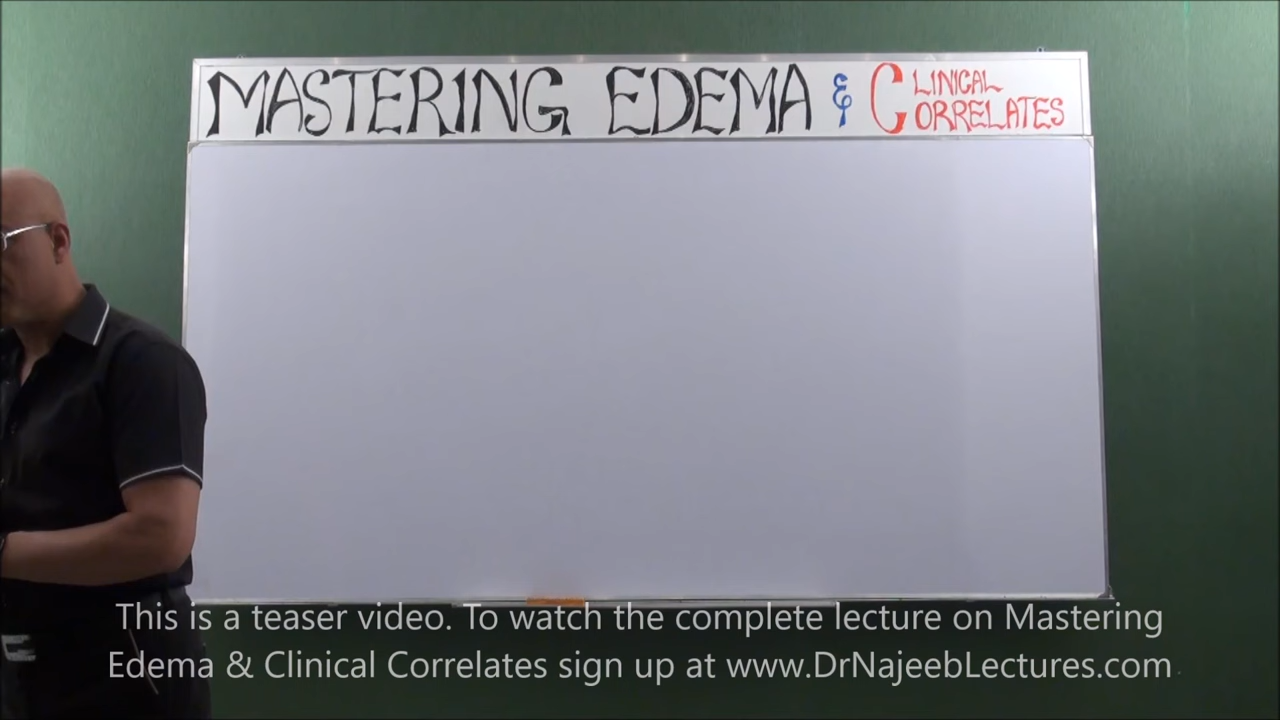 MASTERING EDEMA & CLINICAL CORRELATES
This is a teaser video. To watch the complete lecture on Mastering
Edema & Clinical Correlates sign up at www.DrNajeebLectures.com